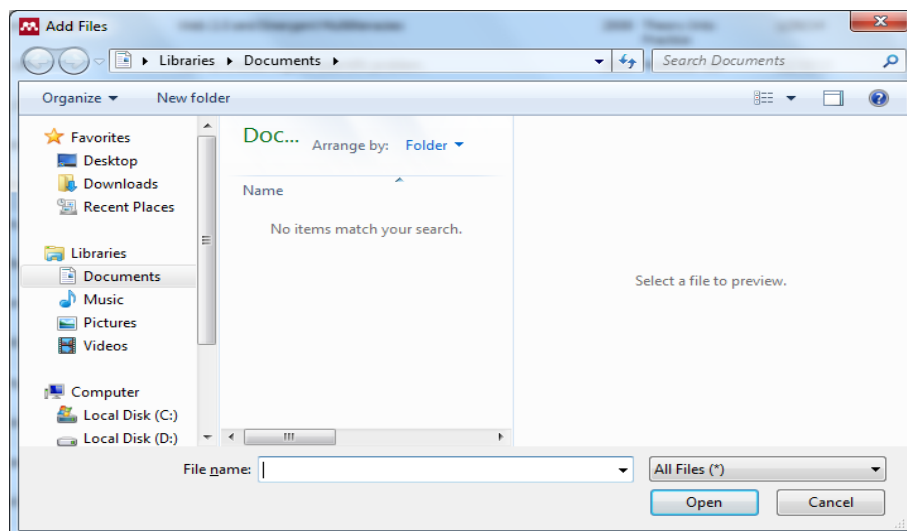 Add Files
Libraries Documents
Search Documents
Organize New folder
Favorites
Desktop
Downloads
Recent Places
Libraries
Documents
Music
Pictures
Videos
Computer
Local Disk (C:)
Local Disk (D:)
Doc... Arrange by: Folder
Name
No items match your search.
Select a file to preview.
File name: All Files (*)
Open Cancel